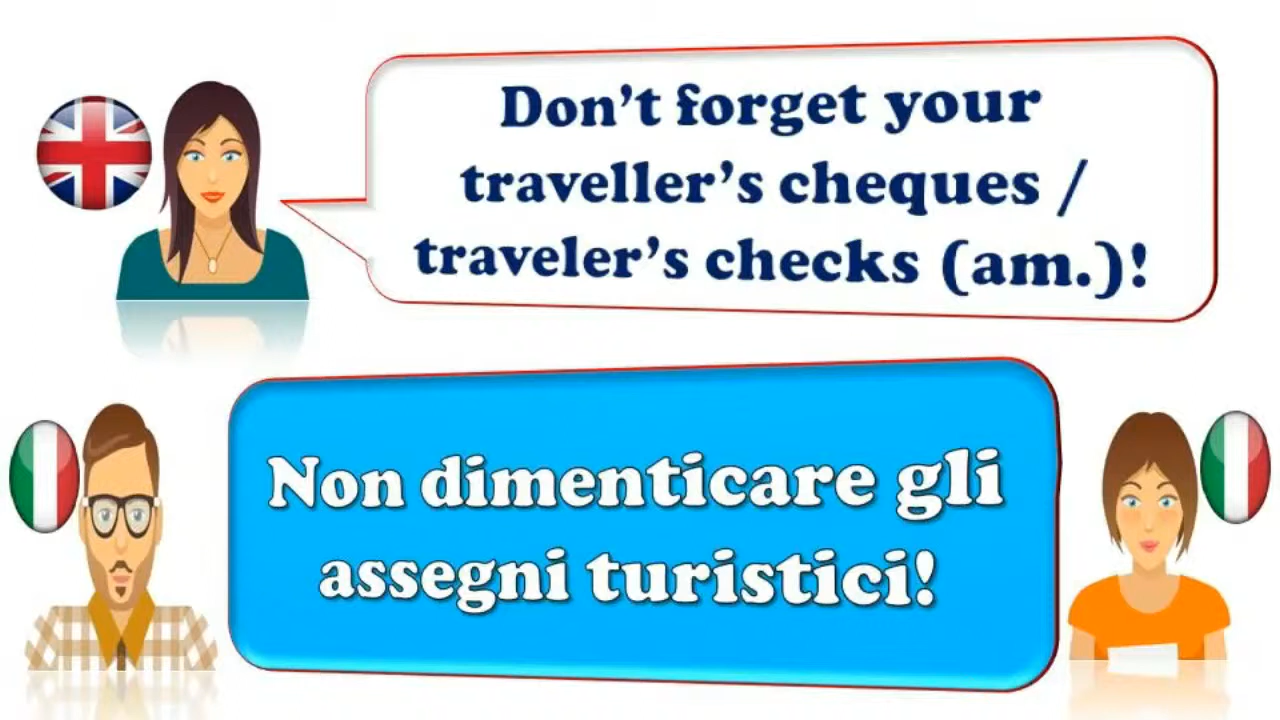 Don't forget your
traveller's cheques /
traveler's checks (am.)!
Non dimenticare gli
assegni turistici!